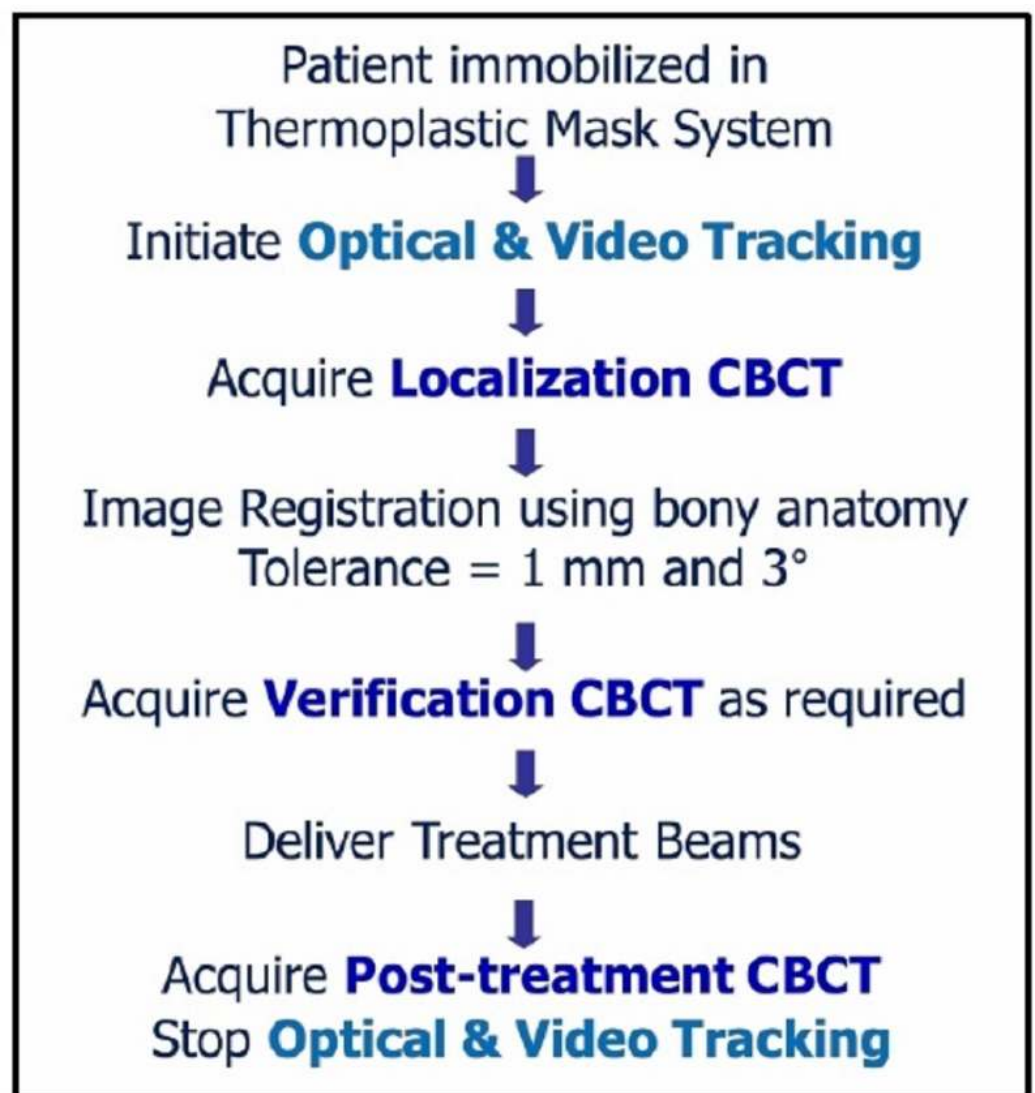 Patient immobilized in
Thermoplastic Mask System
Initiate Optical & Video Tracking
Acquire Localization CBCT
Image Registration using bony anatomy
Tolerance = 1 mm and 3°
Acquire Verification CBCT as required
Deliver Treatment Beams
Acquire Post-treatment CBCT
Stop Optical & Video Tracking